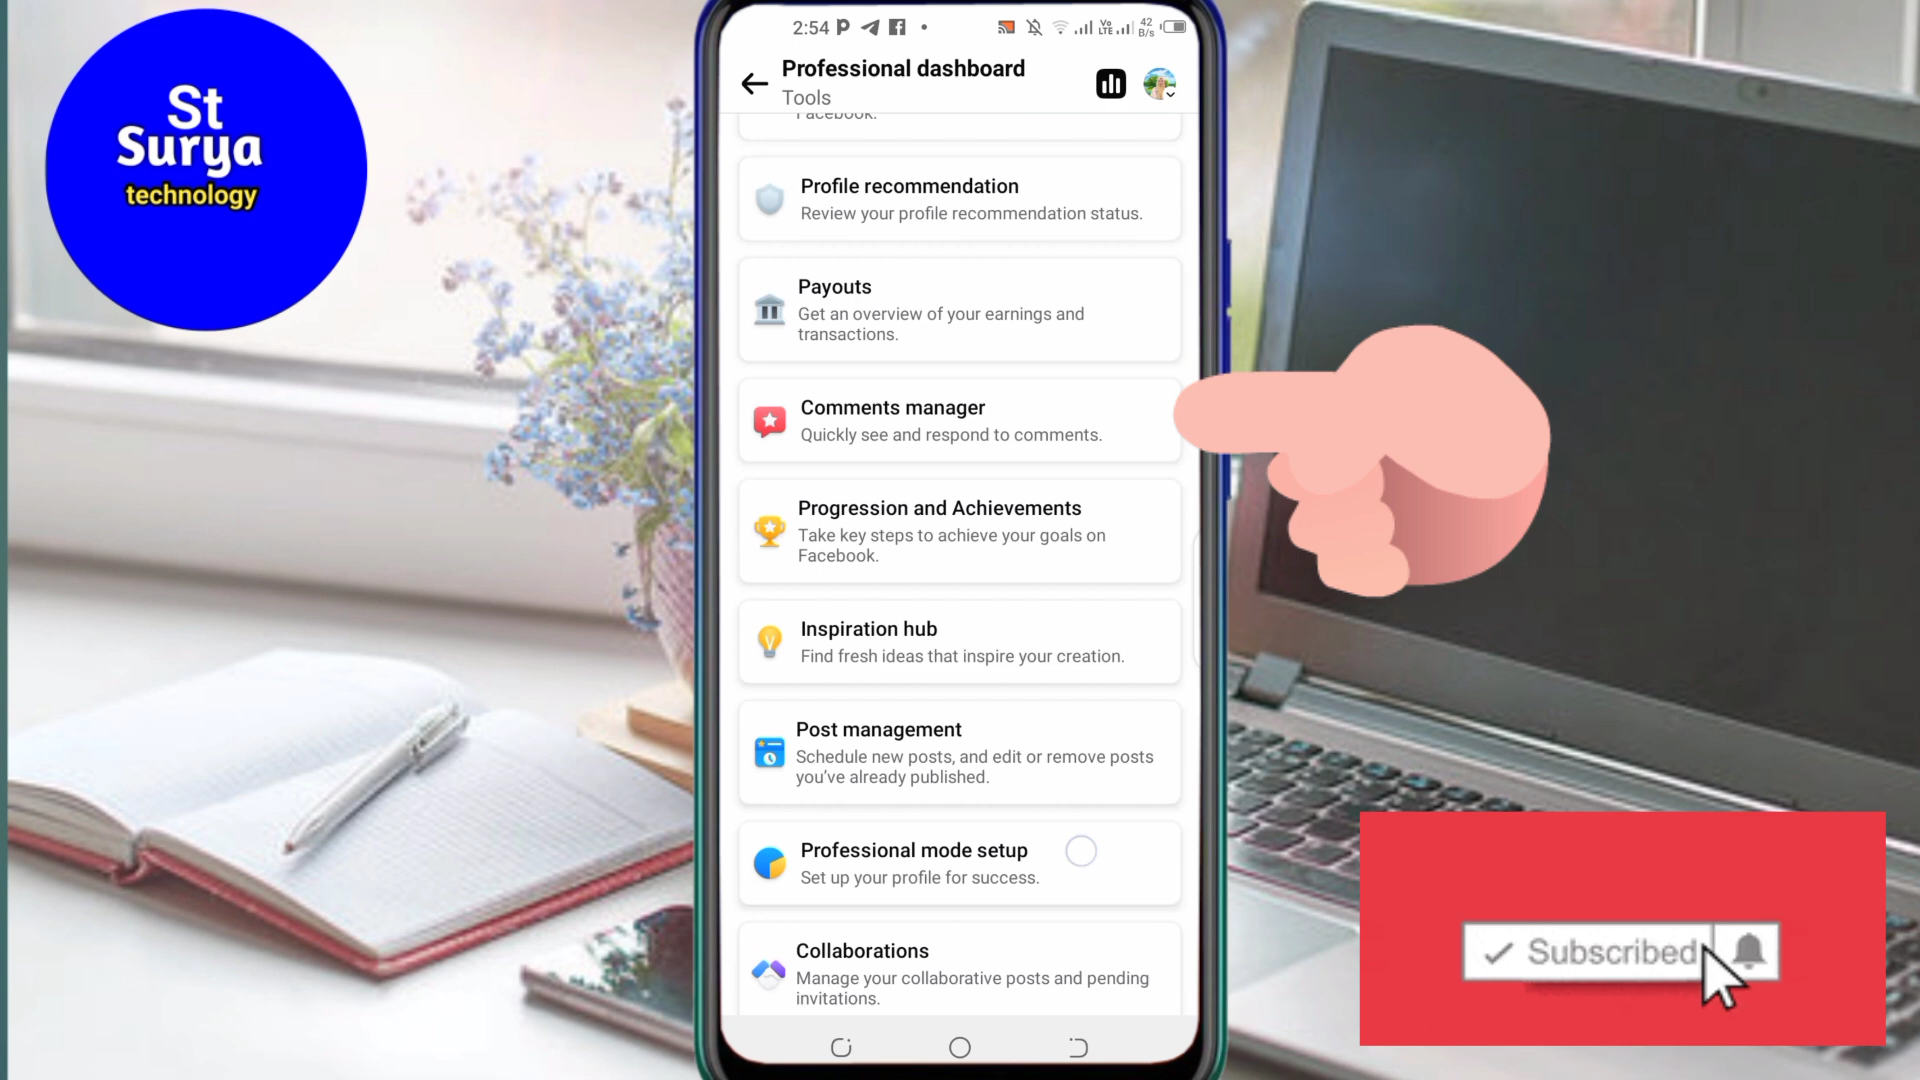 St
Surya
technology
2:54
Vo
LTE
42
B/s
Professional dashboard
Tools
Facebook.
Profile recommendation
Review your profile recommendation status.
Payouts
Get an overview of your earnings and
transactions.
Comments manager
Quickly see and respond to comments.
Progression and Achievements
Take key steps to achieve your goals on
Facebook.
Inspiration hub
Find fresh ideas that inspire your creation.
Post management
Schedule new posts, and edit or remove posts
you've already published.
Professional mode setup
Set up your profile for success.
Collaborations
Manage your collaborative posts and pending
invitations.
Subscribed